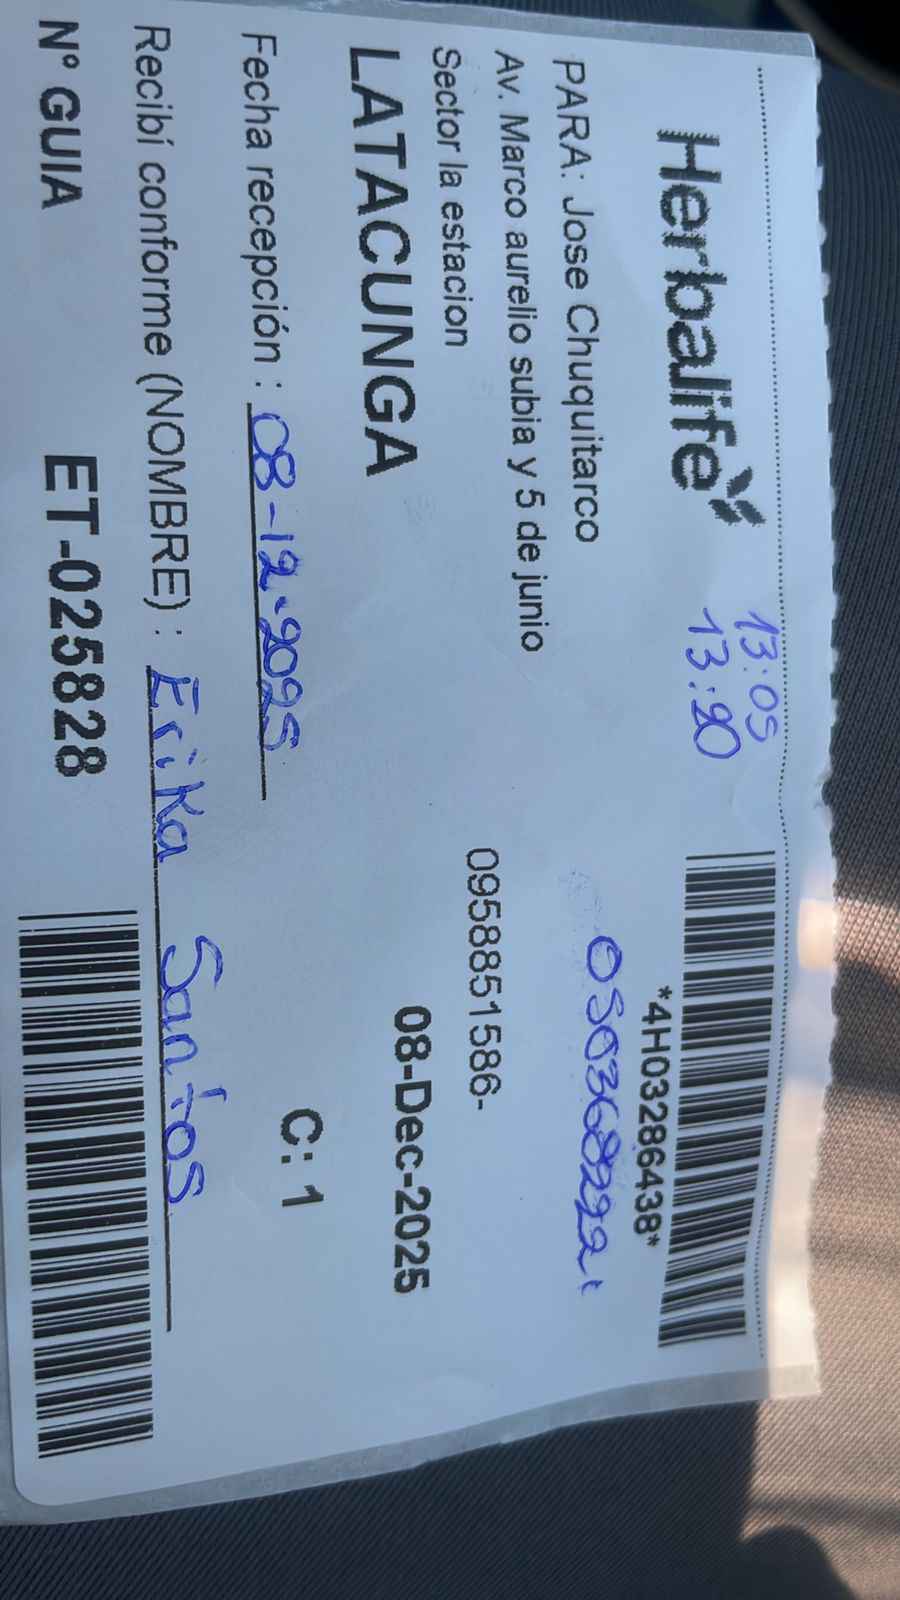 Herbalife
13:05
13:20
*4H03286438*
PARA: Jose Chuquitarco
0503682921
Av. Marco aurelio subia y 5 de junio
Sector la estacion
0958851586-
LATACUNGA
08-Dec-2025
Fecha recepción : 08-12-2025
C: 1
Recibí conforme (NOMBRE) : Erika Santos
N° GUIA ET-025828